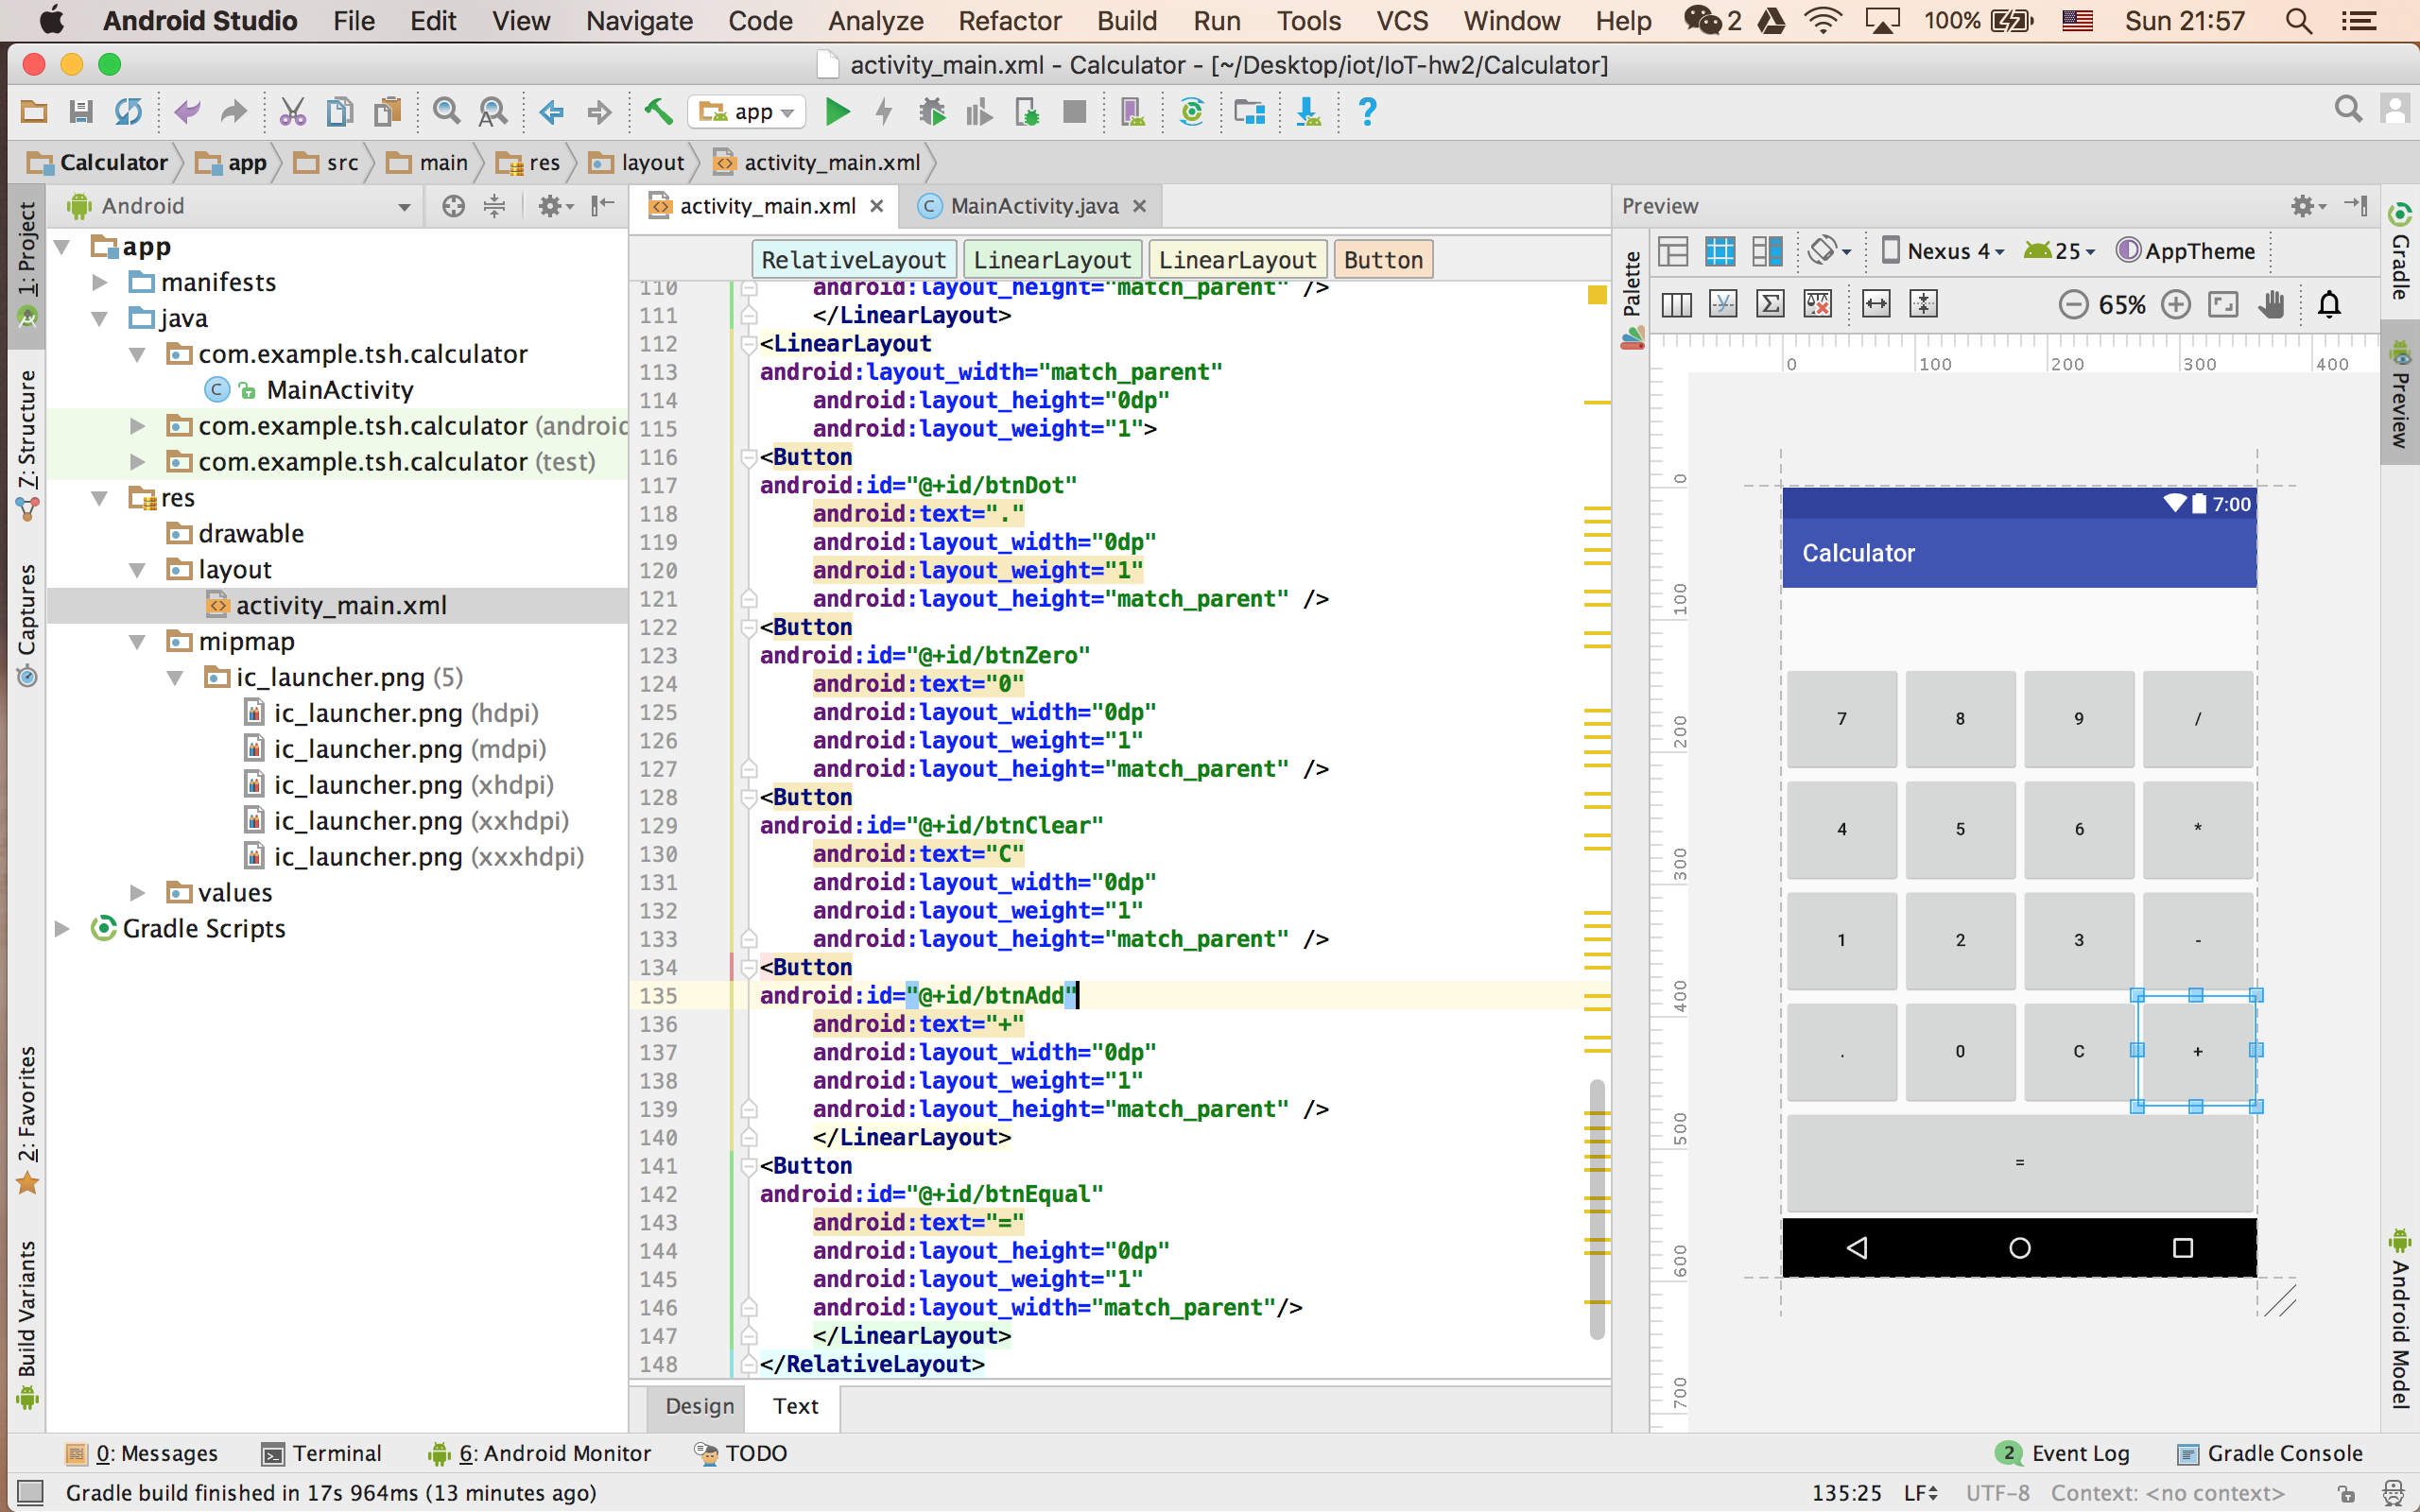 Android Studio File Edit View Navigate Code Analyze Refactor Build Run Tools VCS Window Help 2 100% Sun 21:57
activity_main.xml - Calculator - [~/Desktop/iot/IoT-hw2/Calculator]
app
Calculator app src main res layout activity_main.xml
1: Project
7: Structure
Captures
2: Favorites
Build Variants
Android
app
manifests
java
com.example.tsh.calculator
MainActivity
com.example.tsh.calculator (android
com.example.tsh.calculator (test)
res
drawable
layout
activity_main.xml
mipmap
ic_launcher.png (5)
ic_launcher.png (hdpi)
ic_launcher.png (mdpi)
ic_launcher.png (xhdpi)
ic_launcher.png (xxhdpi)
ic_launcher.png (xxxhdpi)
values
Gradle Scripts
activity_main.xml MainActivity.java
RelativeLayout LinearLayout LinearLayout Button
110 android:layout_height="match_parent" />
111 </LinearLayout>
112 <LinearLayout
113 android:layout_width="match_parent"
114 android:layout_height="0dp"
115 android:layout_weight="1">
116 <Button
117 android:id="@+id/btnDot"
118 android:text="."
119 android:layout_width="0dp"
120 android:layout_weight="1"
121 android:layout_height="match_parent" />
122 <Button
123 android:id="@+id/btnZero"
124 android:text="0"
125 android:layout_width="0dp"
126 android:layout_weight="1"
127 android:layout_height="match_parent" />
128 <Button
129 android:id="@+id/btnClear"
130 android:text="C"
131 android:layout_width="0dp"
132 android:layout_weight="1"
133 android:layout_height="match_parent" />
134 <Button
135 android:id="@+id/btnAdd"
136 android:text="+"
137 android:layout_width="0dp"
138 android:layout_weight="1"
139 android:layout_height="match_parent" />
140 </LinearLayout>
141 <Button
142 android:id="@+id/btnEqual"
143 android:text="="
144 android:layout_height="0dp"
145 android:layout_weight="1"
146 android:layout_width="match_parent"/>
147 </LinearLayout>
148 </RelativeLayout>
Design Text
Preview
Palette
Nexus 4 25 AppTheme
65%
0 100 200 300 400
0
100
200
300
400
500
600
700
7:00
Calculator
7 8 9 /
4 5 6 *
1 2 3 -
. 0 C +
=
Gradle
Preview
Android Model
0: Messages Terminal 6: Android Monitor TODO 2 Event Log Gradle Console
Gradle build finished in 17s 964ms (13 minutes ago) 135:25 LF UTF-8 Context: <no context>